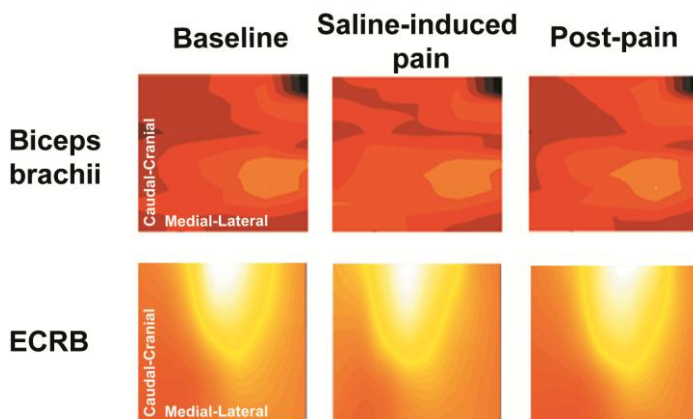 Baseline
Saline-induced
pain
Post-pain
Biceps
brachii
Caudal-Cranial
Medial-Lateral
ECRB
Caudal-Cranial
Medial-Lateral